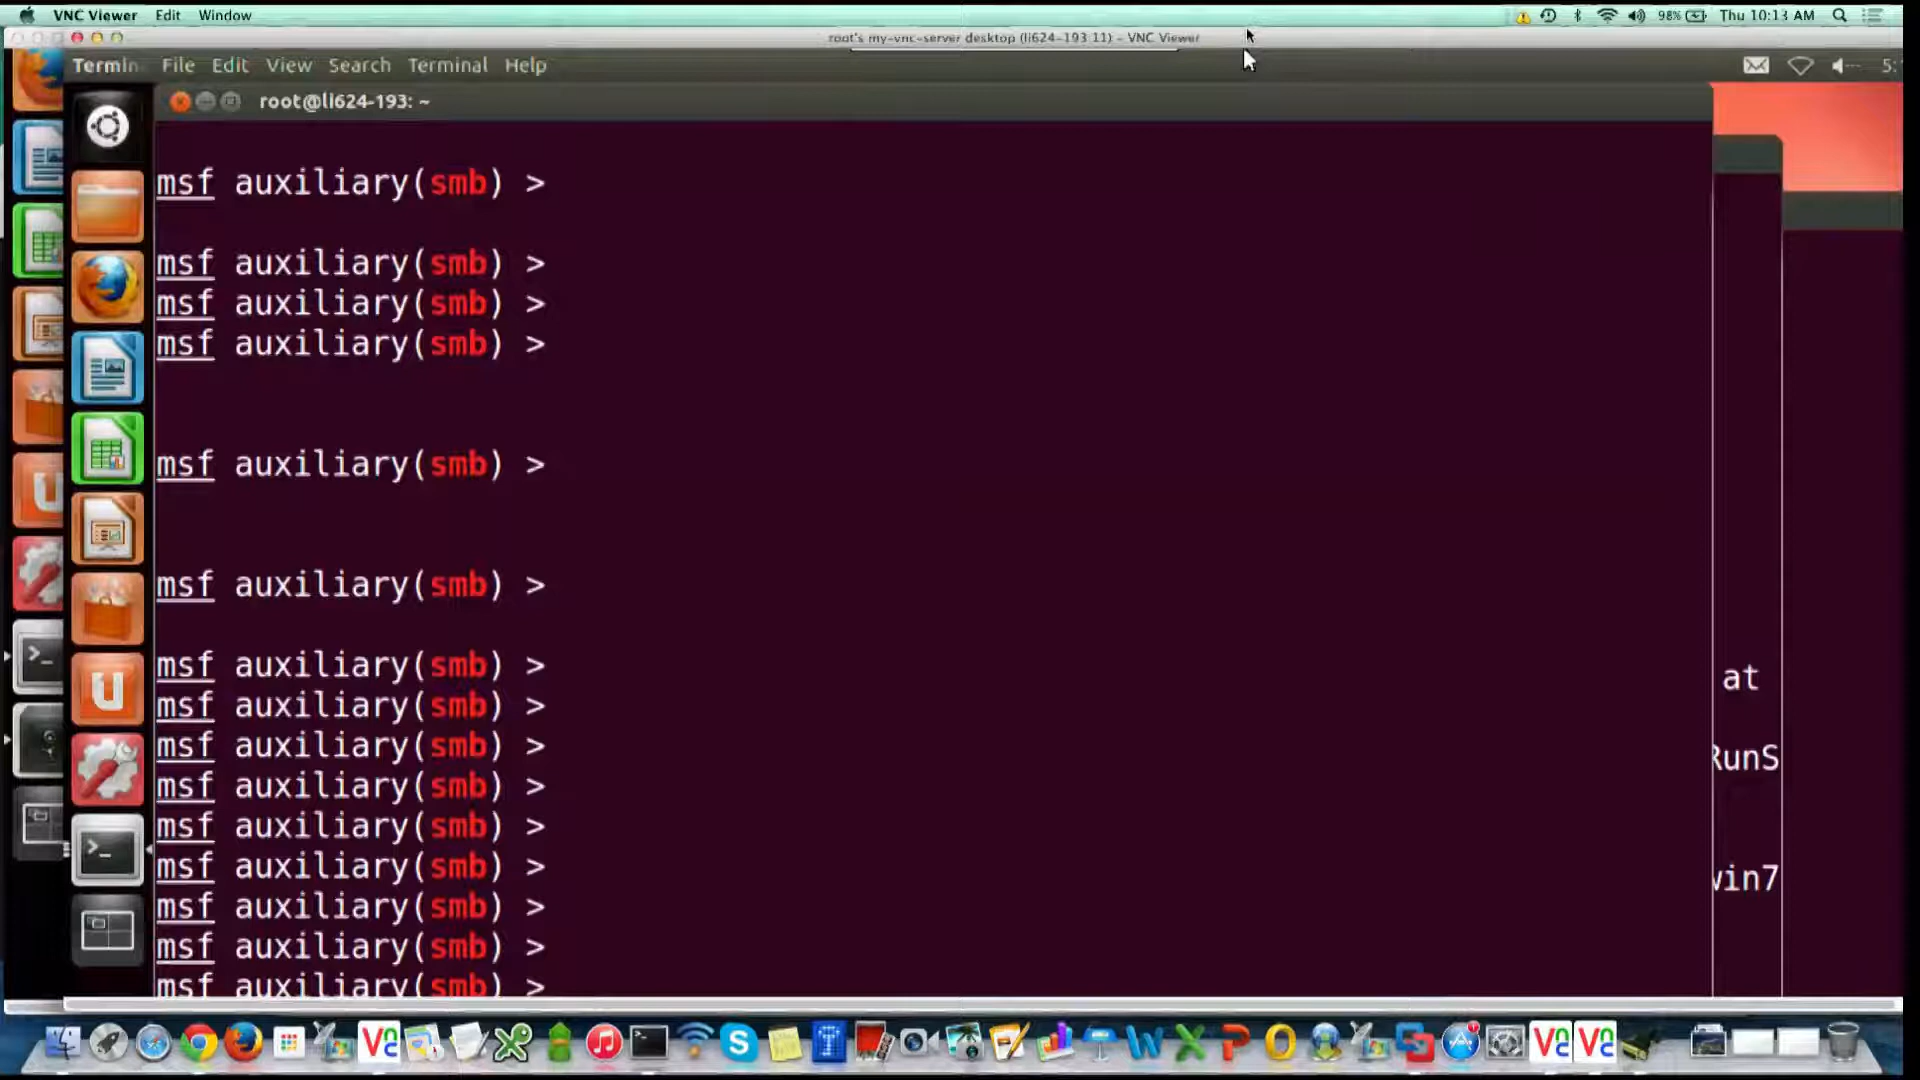 VNC Viewer Edit Window 98% Thu 10:13 AM
root's my-vnc-server desktop (li624-193:11) - VNC Viewer
Termin File Edit View Search Terminal Help 5:
root@li624-193: ~
msf auxiliary(smb) >
msf auxiliary(smb) >
msf auxiliary(smb) >
msf auxiliary(smb) >
msf auxiliary(smb) >
msf auxiliary(smb) >
msf auxiliary(smb) >
at
msf auxiliary(smb) >
msf auxiliary(smb) >
RunS
msf auxiliary(smb) >
msf auxiliary(smb) >
msf auxiliary(smb) >
win7
msf auxiliary(smb) >
msf auxiliary(smb) >
msf auxiliary(smb) >